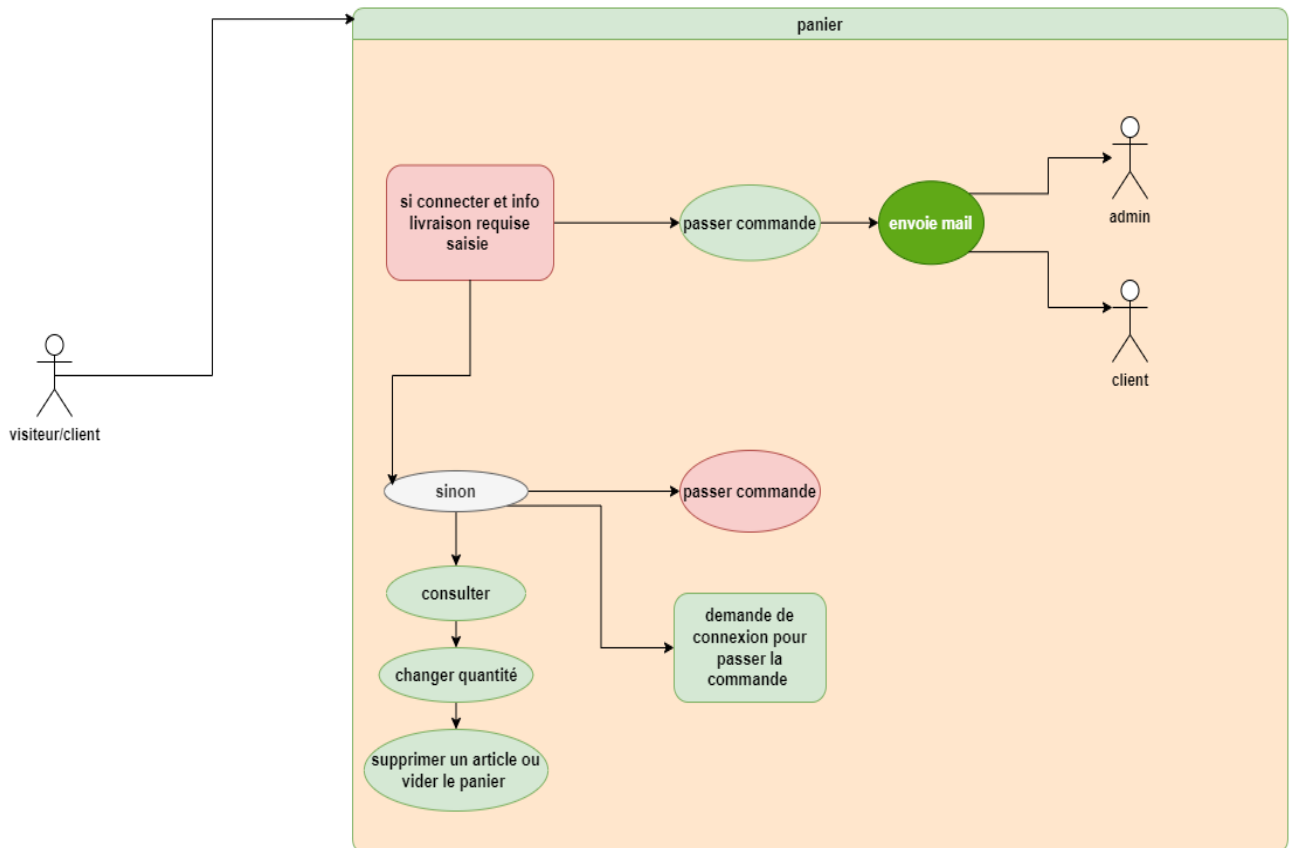 panier
si connecter et info
livraison requise
saisie
passer commande
envoie mail
admin
client
visiteur/client
sinon
passer commande
consulter
changer quantité
supprimer un article ou
vider le panier
demande de
connexion pour
passer la
commande